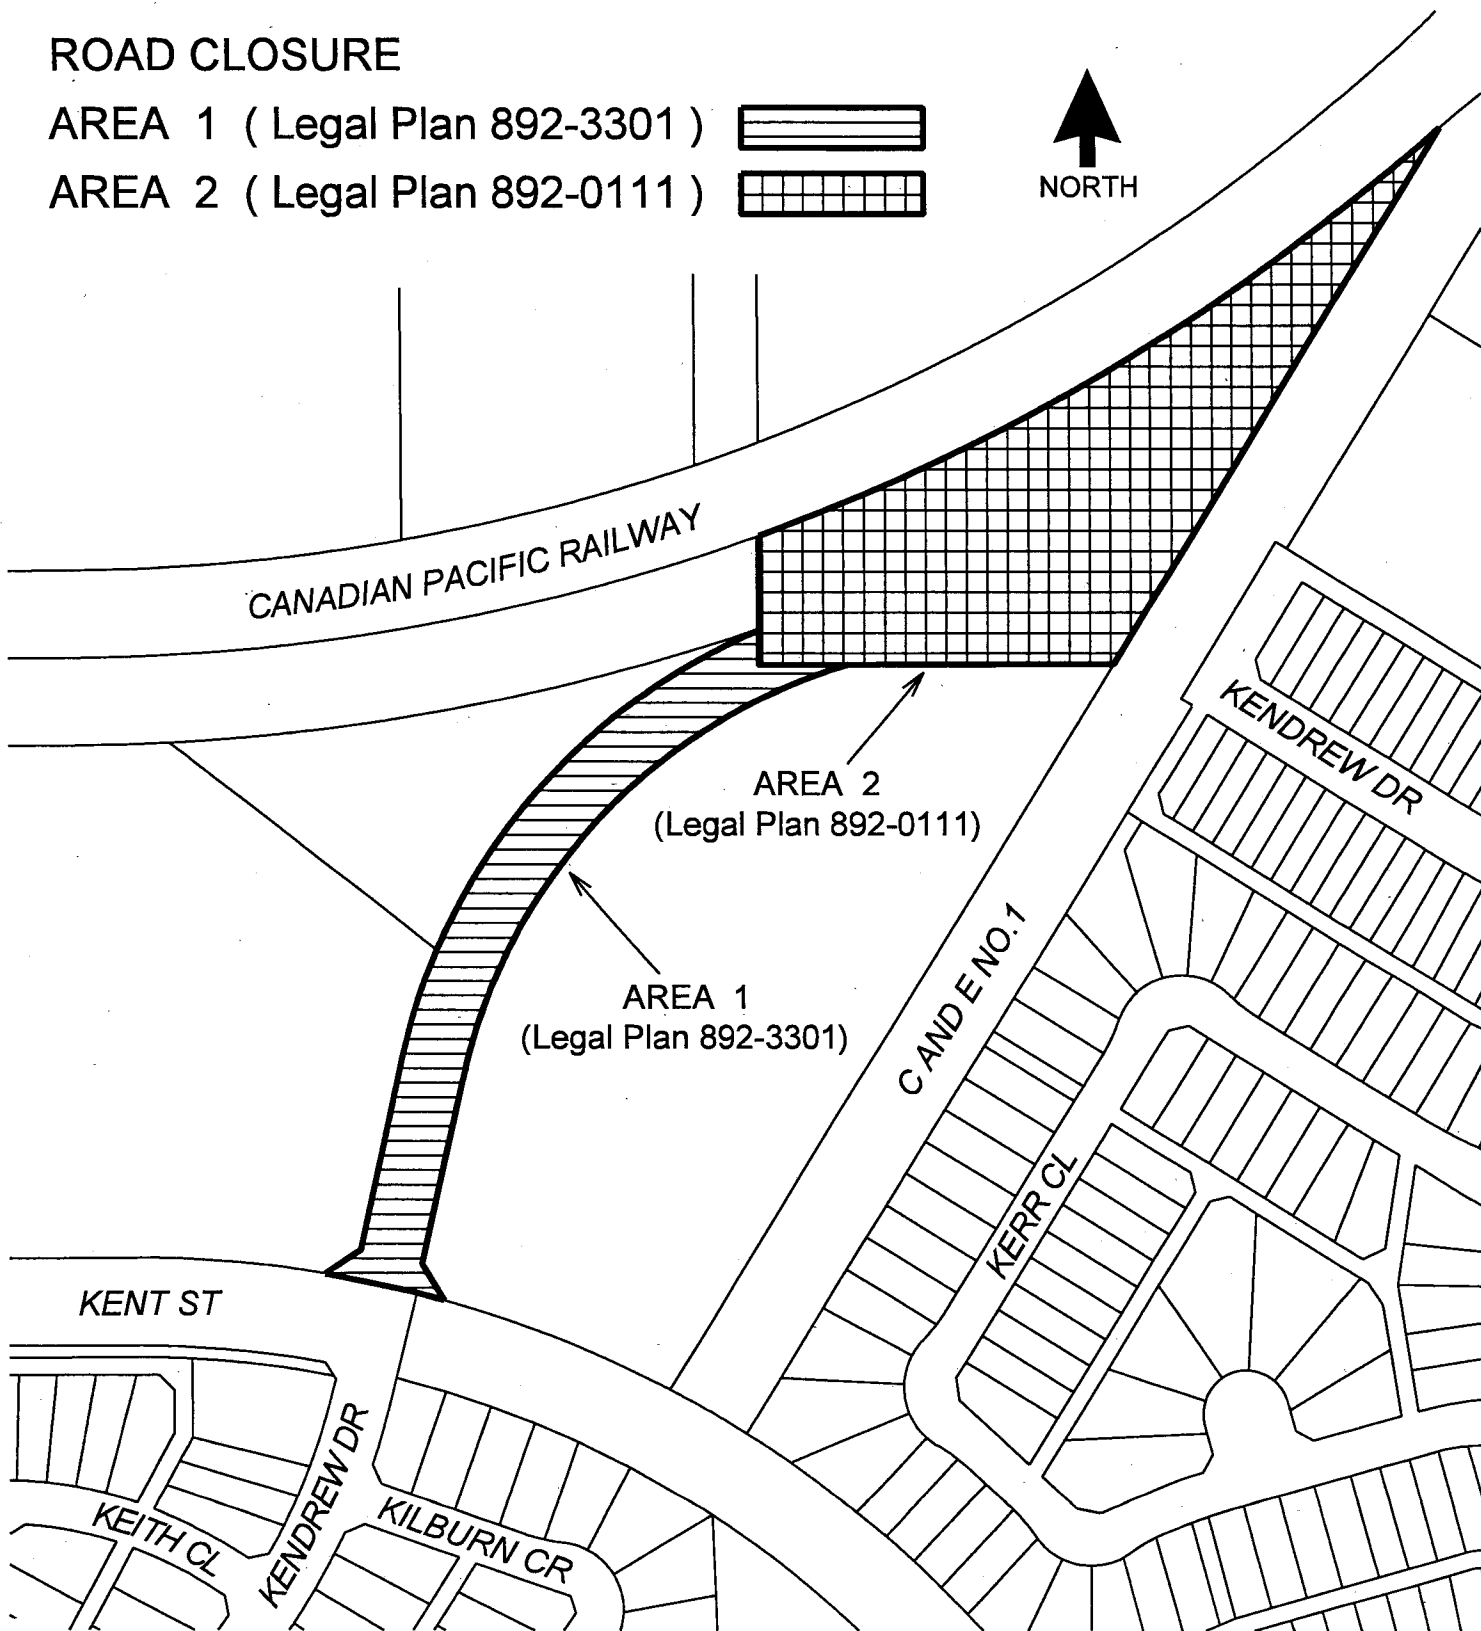 ROAD CLOSURE
AREA 1 ( Legal Plan 892-3301 )
AREA 2 ( Legal Plan 892-0111 )
NORTH
CANADIAN PACIFIC RAILWAY
KENDREW DR
AREA 2
(Legal Plan 892-0111)
C AND E NO.1
AREA 1
(Legal Plan 892-3301)
KERR CL
KENT ST
KENDREW DR
KEITH CL
KILBURN CR